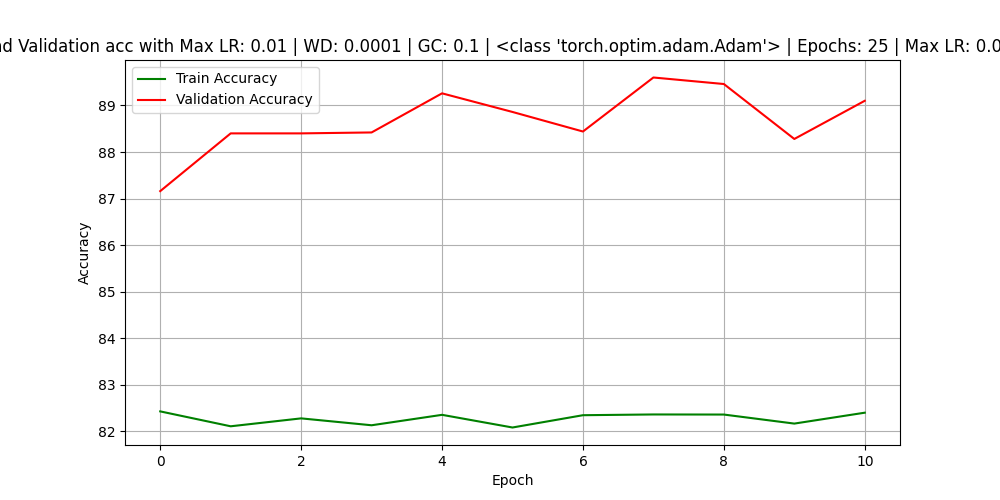 Validation acc with Max LR: 0.01 | WD: 0.0001 | GC: 0.1 | <class 'torch.optim.adam.Adam'> | Epochs: 25 | Max LR: 0.0
Train Accuracy
Validation Accuracy
89
88
87
86
85
84
83
82
Accuracy
0 2 4 6 8 10
Epoch